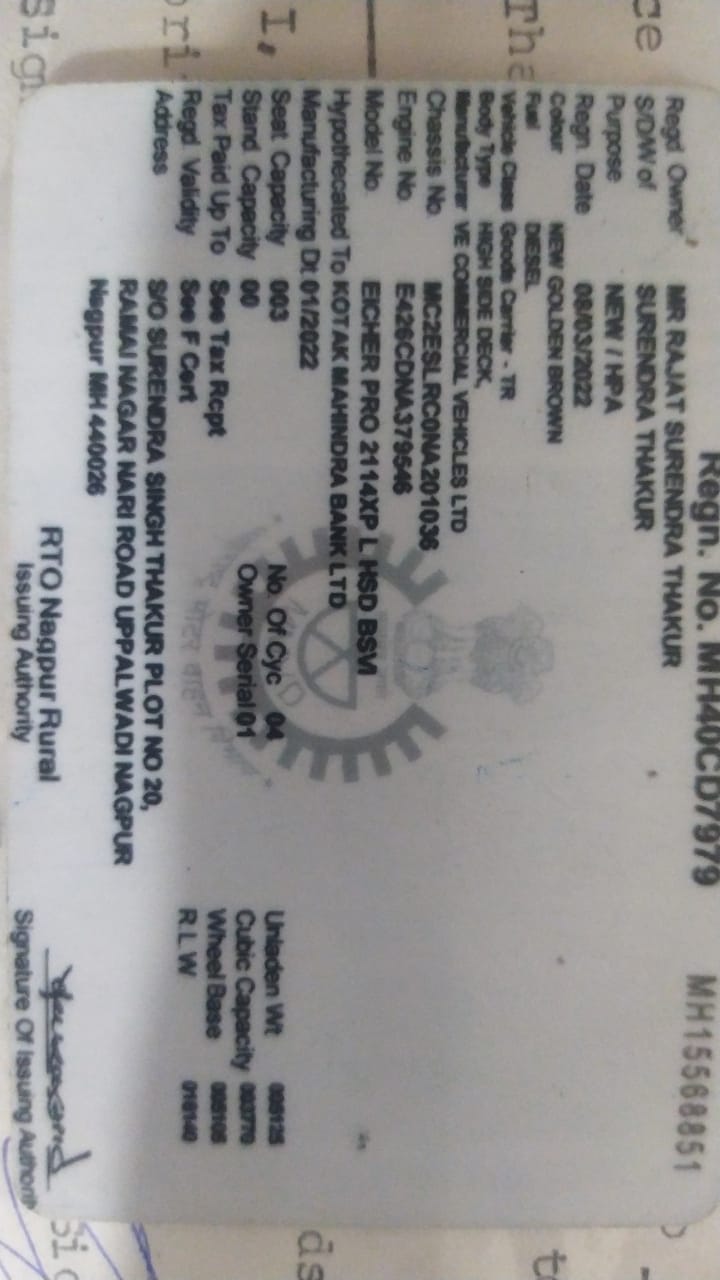 Regn. No. MH40CD7979 MH15568851
Regd Owner MR RAJAT SURENDRA THAKUR
S/D/W of SURENDRA THAKUR
Purpose NEW / HPA
Regn. Date 08/03/2022
Colour NEW GOLDEN BROWN
Fuel DIESEL
Vehicle Class Goods Carrier - TR
Body Type HIGH SIDE DECK,
Manufacturer VE COMMERCIAL VEHICLES LTD
Chassis No MC2ESLRC0NA201036
Engine No E426CDNA379546
Model No. EICHER PRO 2114XP L HSD BSVI
Hypothecated To KOTAK MAHINDRA BANK LTD
Manufacturing Dt 01/2022
Seat Capacity 003 No. Of Cyc 04 Unladen Wt 006125
Stand Capacity 00 Owner Serial 01 Cubic Capacity 003770
Tax Paid Up To See Tax Rcpt Wheel Base 005105
Regd. Validity See F Cert R L W 016140
Address S/O SURENDRA SINGH THAKUR PLOT NO 20,
RAMAI NAGAR NARI ROAD UPPALWADI NAGPUR
Nagpur MH 440026
RTO Nagpur Rural
Issuing Authority Signature Of Issuing Authorit